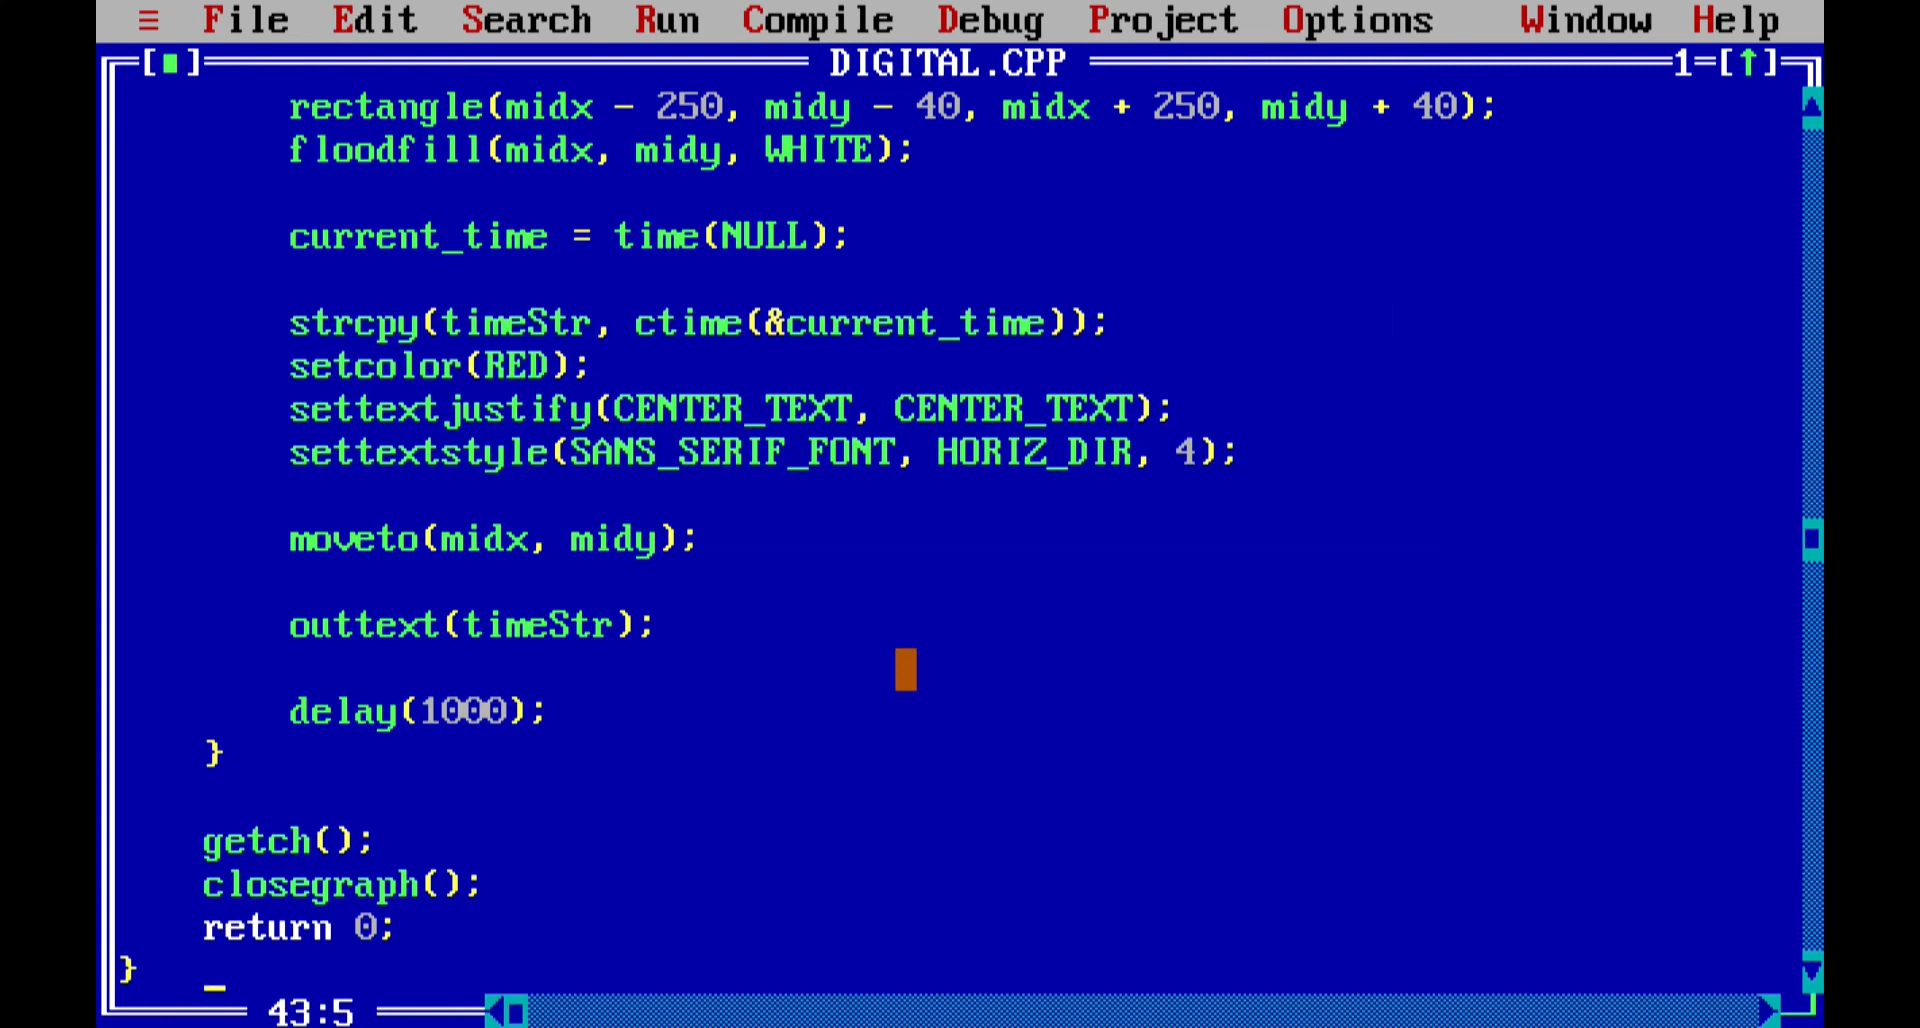 ≡ File Edit Search Run Compile Debug Project Options Window Help
[■] DIGITAL.CPP 1=[↑]
rectangle(midx - 250, midy - 40, midx + 250, midy + 40);
floodfill(midx, midy, WHITE);
current_time = time(NULL);
strcpy(timeStr, ctime(&current_time));
setcolor(RED);
settextjustify(CENTER_TEXT, CENTER_TEXT);
settextstyle(SANS_SERIF_FONT, HORIZ_DIR, 4);
moveto(midx, midy);
outtext(timeStr);
delay(1000);
}
getch();
closegraph();
return 0;
}
43:5